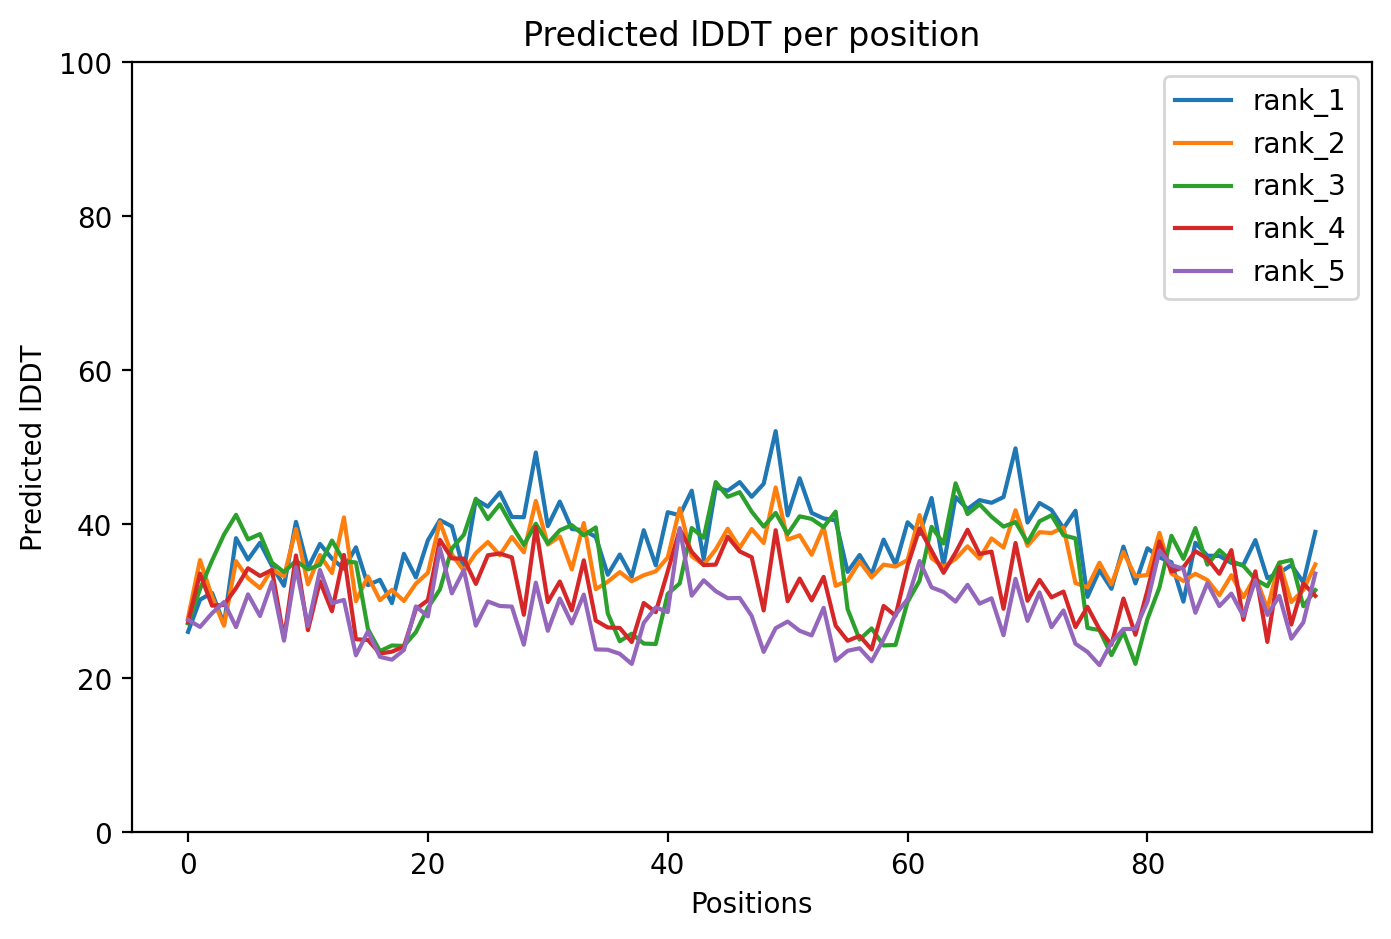 Predicted lDDT per position
100
80
60
40
20
0
Predicted lDDT
0 20 40 60 80
Positions
rank_1
rank_2
rank_3
rank_4
rank_5